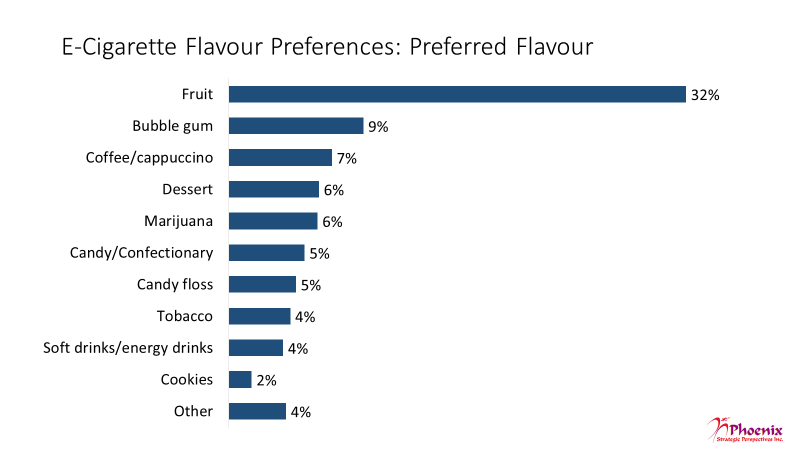 E-Cigarette Flavour Preferences: Preferred Flavour
Fruit 32%
Bubble gum 9%
Coffee/cappuccino 7%
Dessert 6%
Marijuana 6%
Candy/Confectionary 5%
Candy floss 5%
Tobacco 4%
Soft drinks/energy drinks 4%
Cookies 2%
Other 4%
Phoenix
Strategic Perspectives Inc.